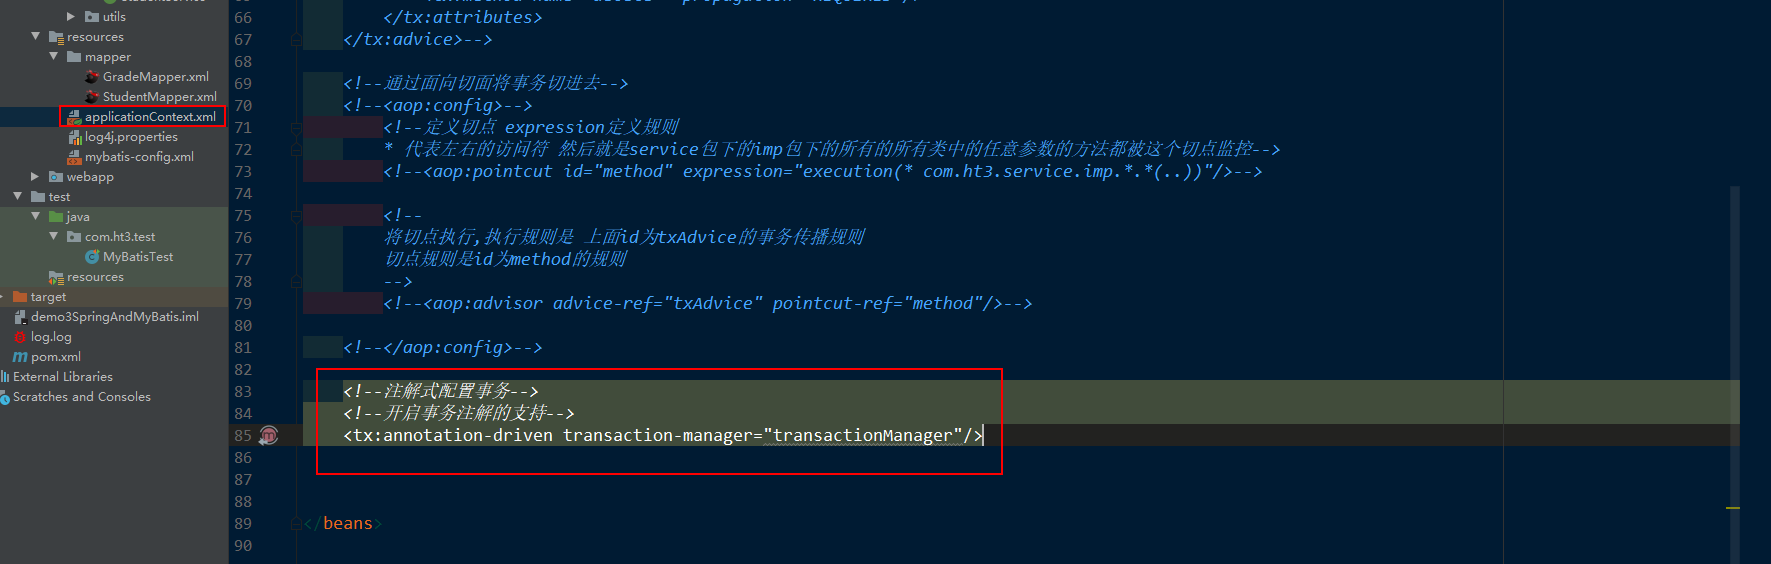 utils
resources
mapper
GradeMapper.xml
StudentMapper.xml
applicationContext.xml
log4j.properties
mybatis-config.xml
webapp
test
java
com.ht3.test
MyBatisTest
resources
target
demo3SpringAndMyBatis.iml
log.log
pom.xml
External Libraries
Scratches and Consoles
66 </tx:attributes>
67 </tx:advice>-->
68
69 <!--通过面向切面将事务切进去-->
70 <!--<aop:config>-->
71 <!--定义切点 expression定义规则
72 * 代表左右的访问符 然后就是service包下的imp包下的所有的所有类中的任意参数的方法都被这个切点监控-->
73 <!--<aop:pointcut id="method" expression="execution(* com.ht3.service.imp.*.*(..))"/>-->
74
75 <!--
76 将切点执行,执行规则是 上面id为txAdvice的事务传播规则
77 切点规则是id为method的规则
78 -->
79 <!--<aop:advisor advice-ref="txAdvice" pointcut-ref="method"/>-->
80
81 <!--</aop:config>-->
82
83 <!--注解式配置事务-->
84 <!--开启事务注解的支持-->
85 <tx:annotation-driven transaction-manager="transactionManager"/>
86
87
88
89 </beans>
90